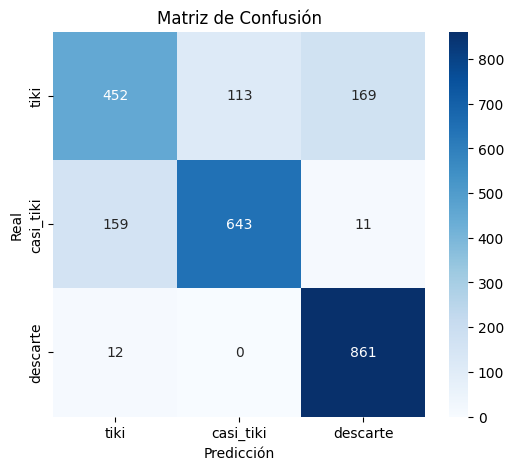 Matriz de Confusión
tiki
452
113
169
casi_tiki
159
643
11
descarte
12
0
861
Real
tiki
casi_tiki
descarte
Predicción
800
700
600
500
400
300
200
100
0